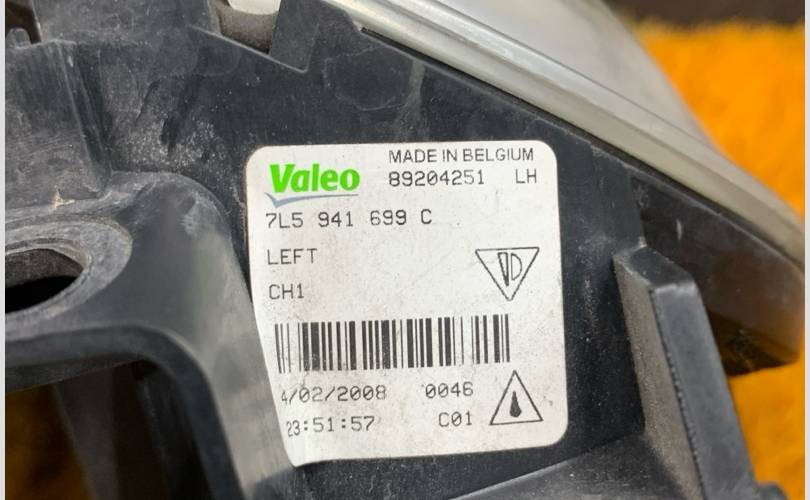 Valeo
MADE IN BELGIUM
89204251 LH
7L5 941 699 C
LEFT
CH1
4/02/2008 0046
23:51:57 C01